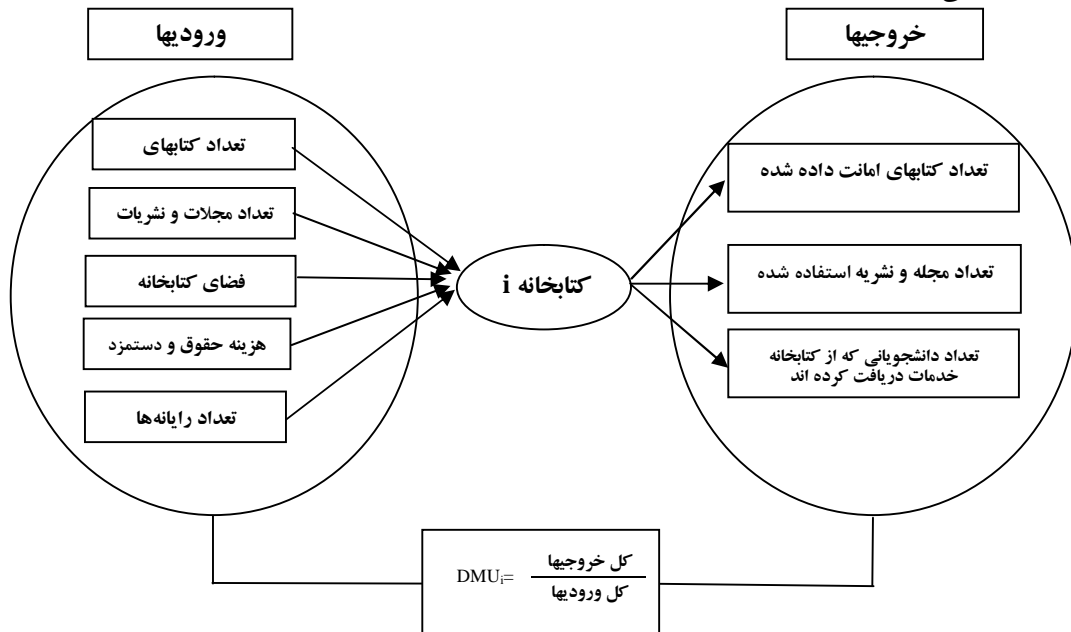 ورودیها
خروجیها
تعداد کتابهای
تعداد مجلات و نشریات
فضای کتابخانه
هزینه حقوق و دستمزد
تعداد رایانه‌ها
کتابخانه i
تعداد کتابهای امانت داده شده
تعداد مجله و نشریه استفاده شده
تعداد دانشجویانی که از کتابخانه
خدمات دریافت کرده اند
کل خروجیها
DMUi=
کل ورودیها